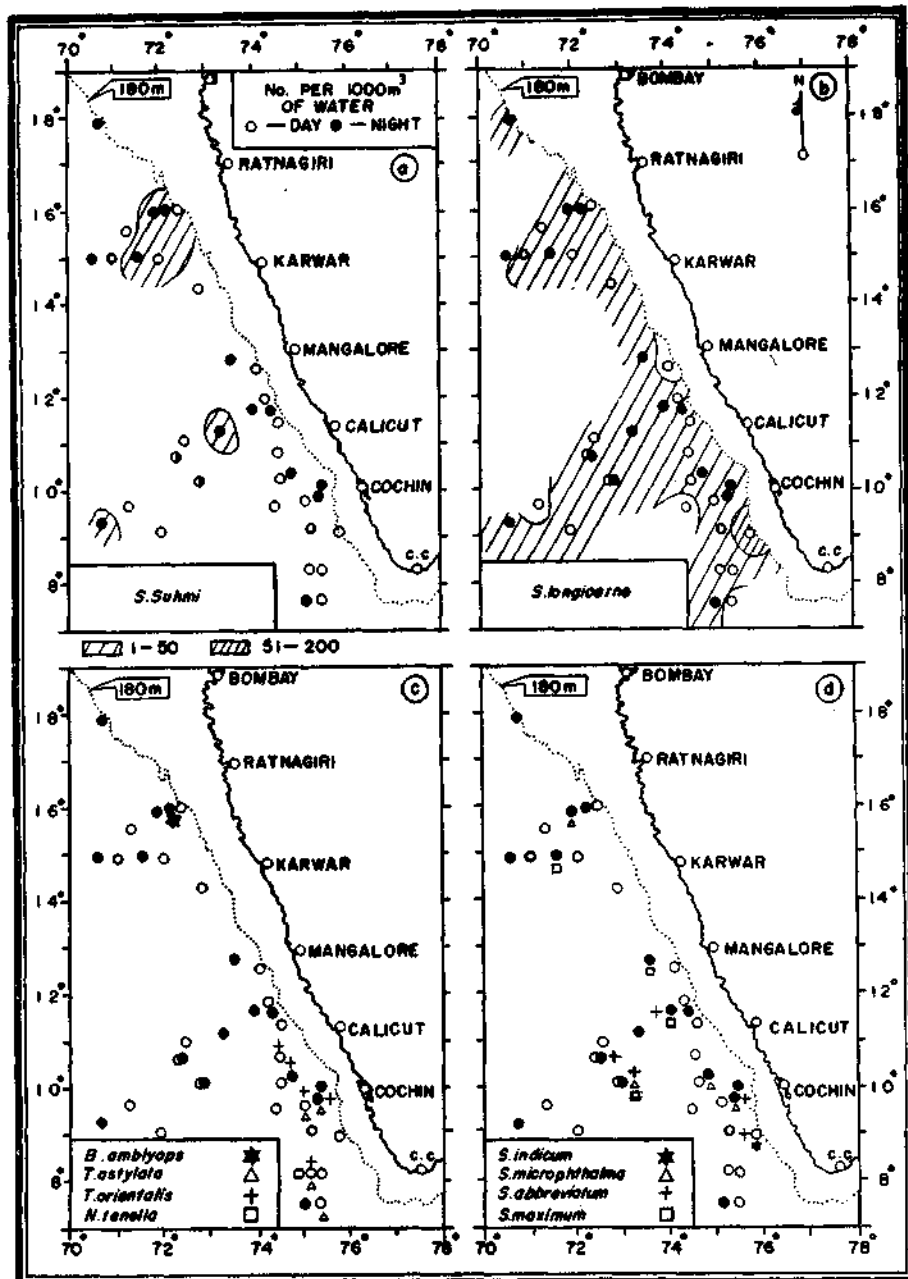 70° 72° 74° 76° 78° 70° 72° 74° 76° 78°
180m
No. PER 1000m³
OF WATER
○ — DAY ● — NIGHT
a
18°
RATNAGIRI
16°
KARWAR
14°
MANGALORE
12°
CALICUT
10°
COCHIN
C.C
8°
S.Suhmi
BOMBAY
180m
N
b
18°
RATNAGIRI
16°
KARWAR
14°
MANGALORE
12°
CALICUT
10°
COCHIN
C.C
8°
S.longicorne
1-50 51-200
BOMBAY
180m
c
18°
RATNAGIRI
16°
KARWAR
14°
MANGALORE
12°
CALICUT
10°
COCHIN
C.C
8°
B.amblyops
T.astylata
T.orientalis
N.tenella
BOMBAY
180m
d
18°
RATNAGIRI
16°
KARWAR
14°
MANGALORE
12°
CALICUT
10°
COCHIN
C.C
8°
S.indicum
S.microphthalma
S.abbreviatum
S.maximum
70° 72° 74° 76° 70° 72° 74° 76° 78°